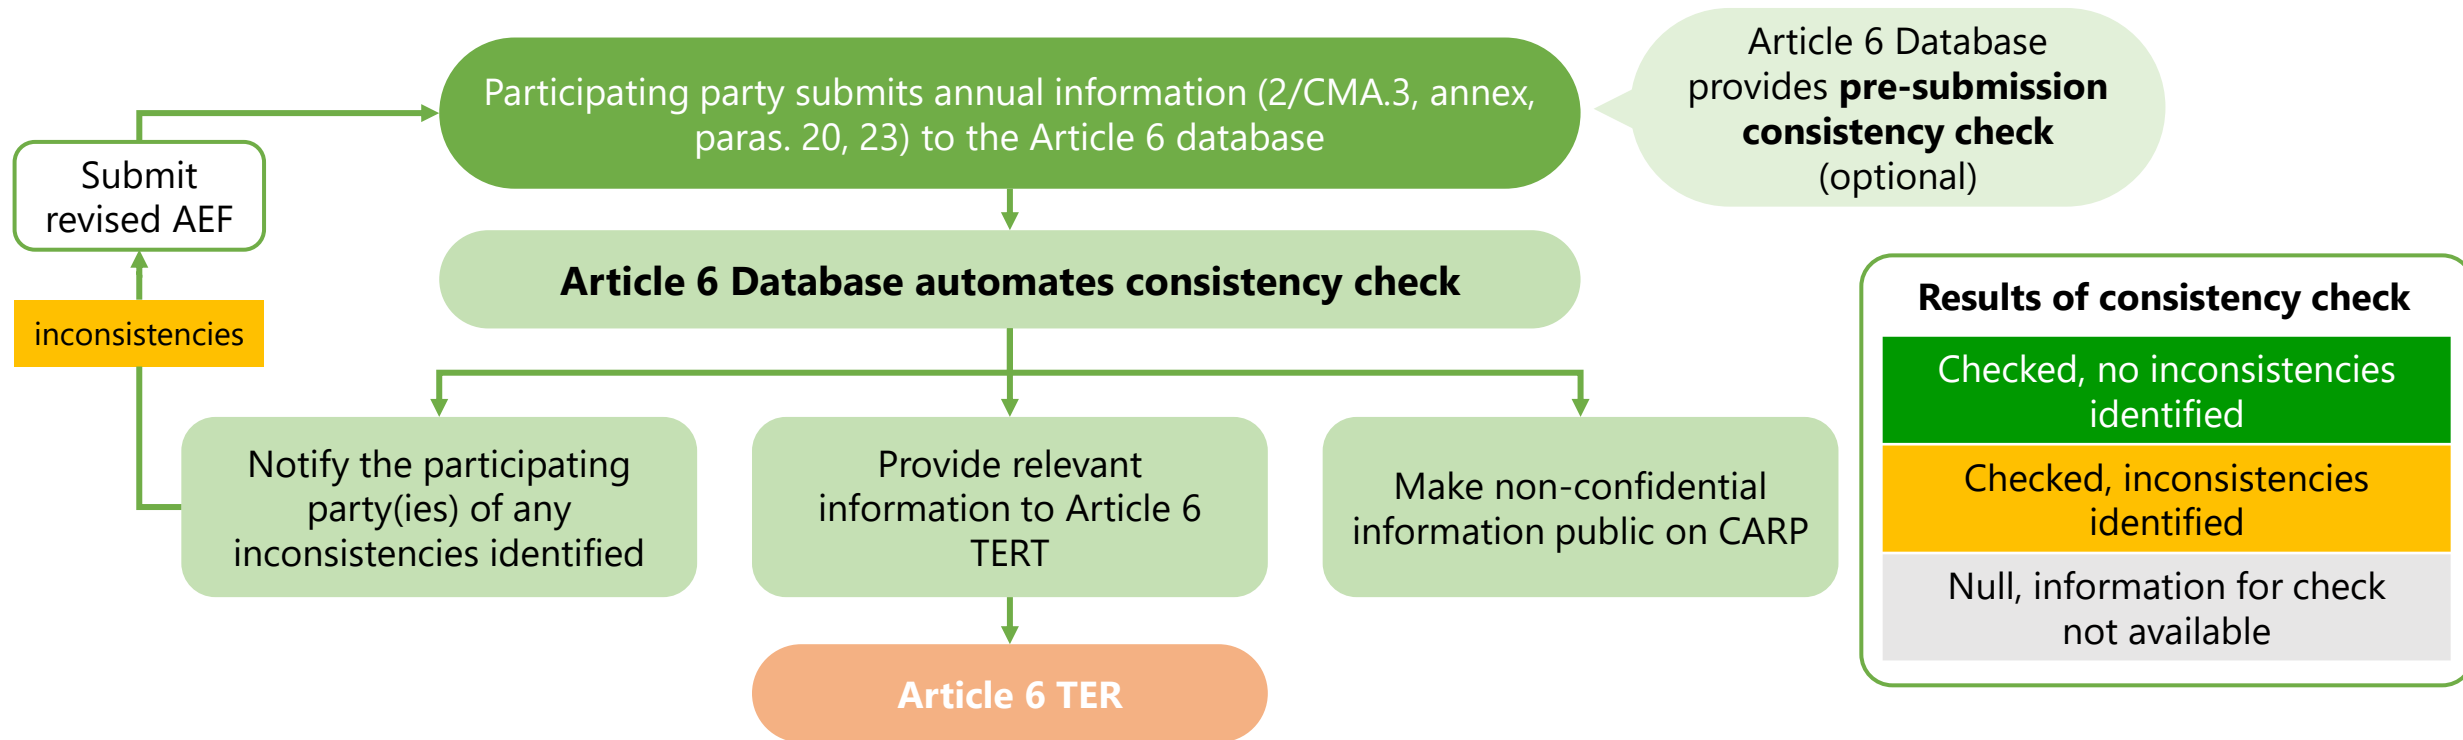 Participating party submits annual information (2/CMA.3, annex,
paras. 20, 23) to the Article 6 database
Article 6 Database
provides pre-submission
consistency check
(optional)
Submit
revised AEF
inconsistencies
Article 6 Database automates consistency check
Notify the participating
party(ies) of any
inconsistencies identified
Provide relevant
information to Article 6
TERT
Make non-confidential
information public on CARP
Article 6 TER
Results of consistency check
Checked, no inconsistencies
identified
Checked, inconsistencies
identified
Null, information for check
not available